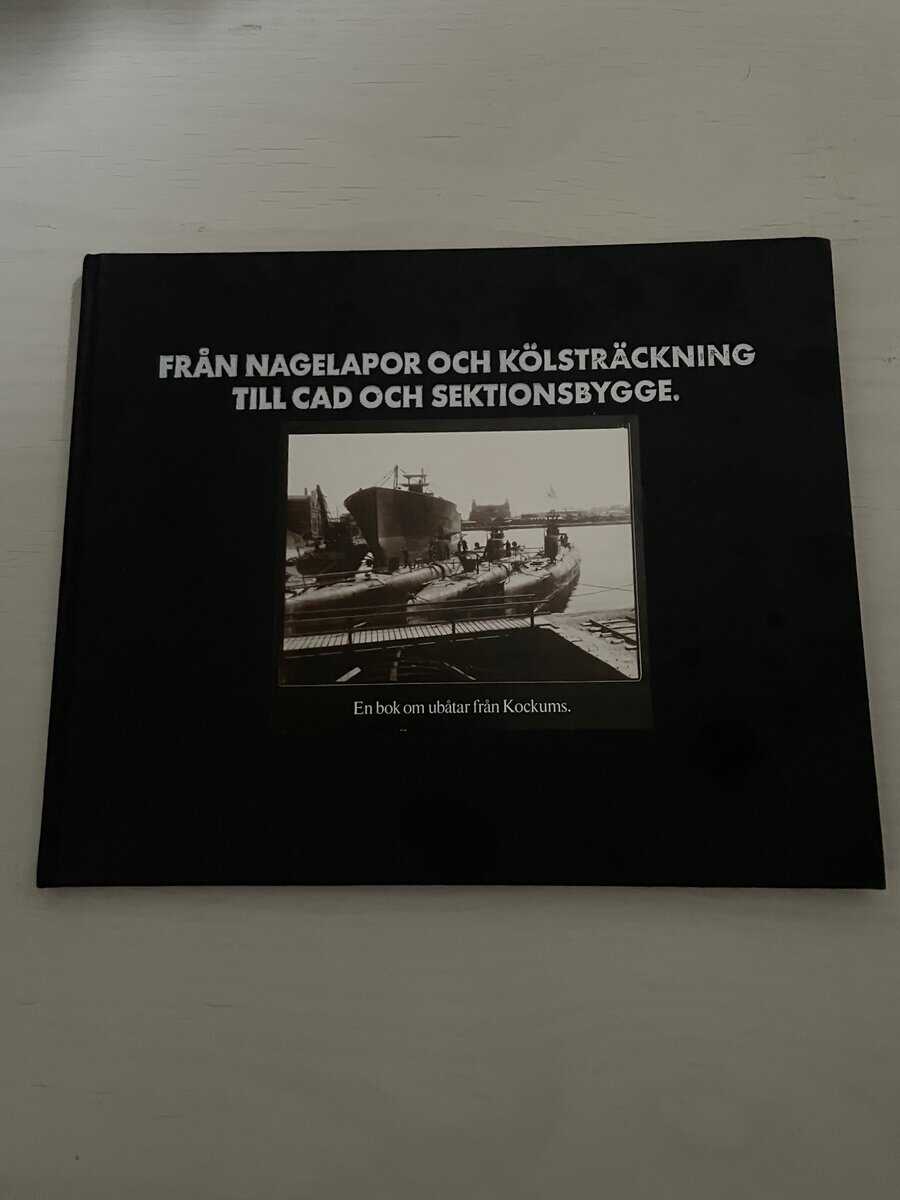 FRÅN NAGELAPOR OCH KÖLSTRÄCKNING
TILL CAD OCH SEKTIONSBYGGE.
En bok om ubåtar från Kockums.